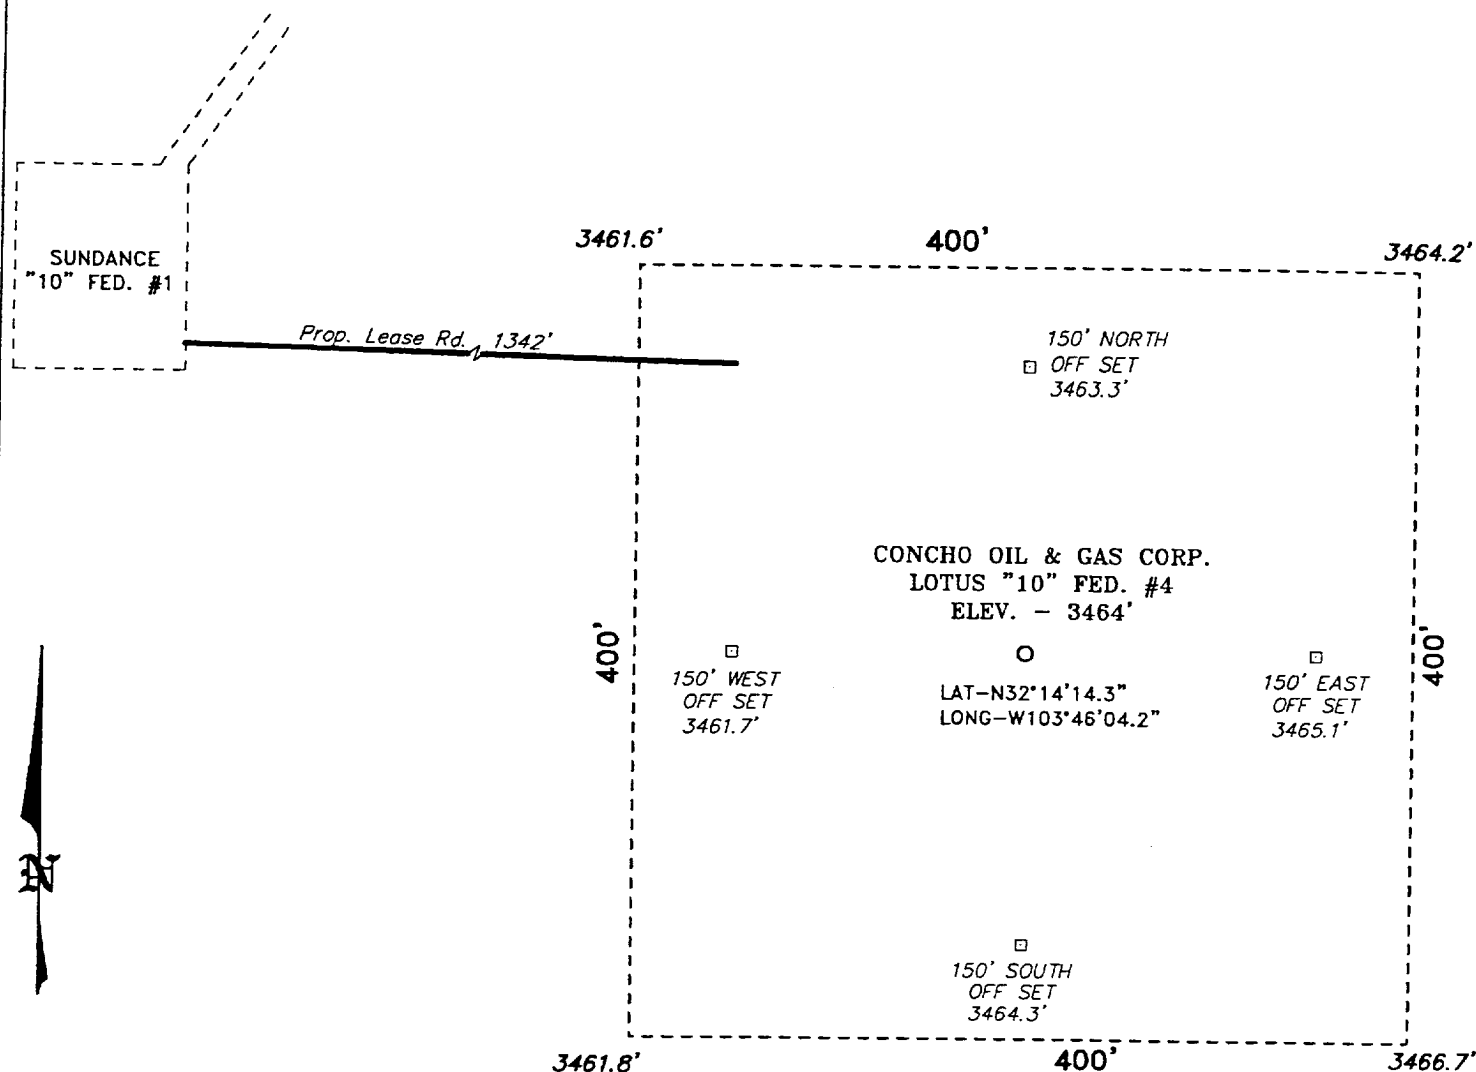 SUNDANCE
"10" FED. #1
3461.6'
400'
3464.2'
Prop. Lease Rd. 1342'
150' NORTH
OFF SET
3463.3'
CONCHO OIL & GAS CORP.
LOTUS "10" FED. #4
ELEV. - 3464'
400'
150' WEST
OFF SET
3461.7'
LAT-N32°14'14.3"
LONG-W103°46'04.2"
150' EAST
OFF SET
3465.1'
400'
N
150' SOUTH
OFF SET
3464.3'
3461.8'
400'
3466.7'